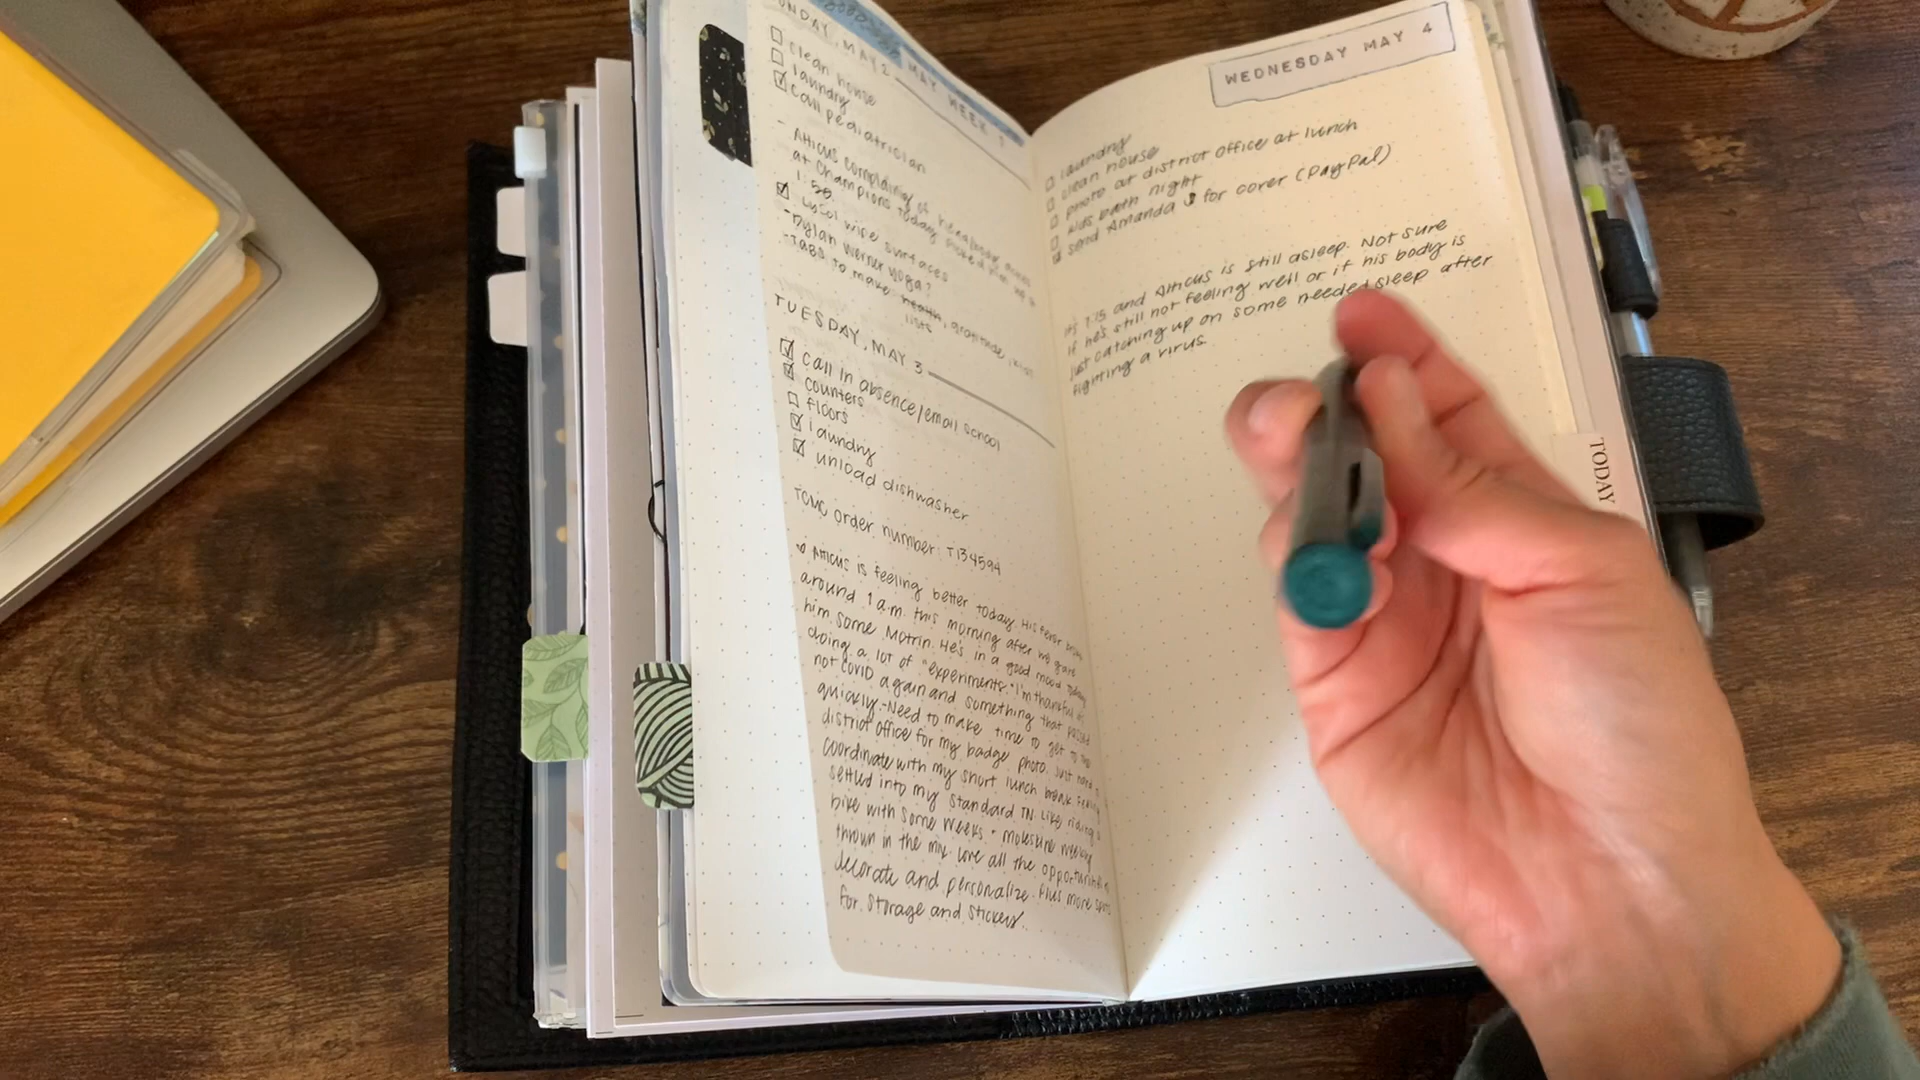 MONDAY, MAY 2
MAY WEEK 1
clean house
laundry
call pediatrician
- Atticus complaining of
at Champions today
1:50
Lysol wipe surfaces
- Dylan Werner yoga?
- TABS to make health, gratitude,
lists
TUESDAY, MAY 3
call in absence/email school
counters
floors
laundry
unload dishwasher
TCMC order number: T134594
Atticus is feeling better today. His fever
around 1 a.m. this morning after we gave
him some Motrin. He's in a good mood today
doing a lot of "experiments." I'm thankful
not COVID again and something that passed
quickly. - Need to make time to get to the
district office for my badge photo. Just hard
coordinate with my short lunch break. Feeling
settled into my standard TN. Like riding a
bike with some Weeks + moleskine
thrown in the mix. Love all the opportunities
decorate and personalize. Plus more spots
for storage and stickers.
WEDNESDAY MAY 4
laundry
clean house
photo at district office at lunch
kids bath night
send Amanda $ for cover (PayPal)
It's 7:15 and Atticus is still asleep. Not sure
if he's still not feeling well or if his body is
just catching up on some needed sleep after
fighting a virus.
TODAY